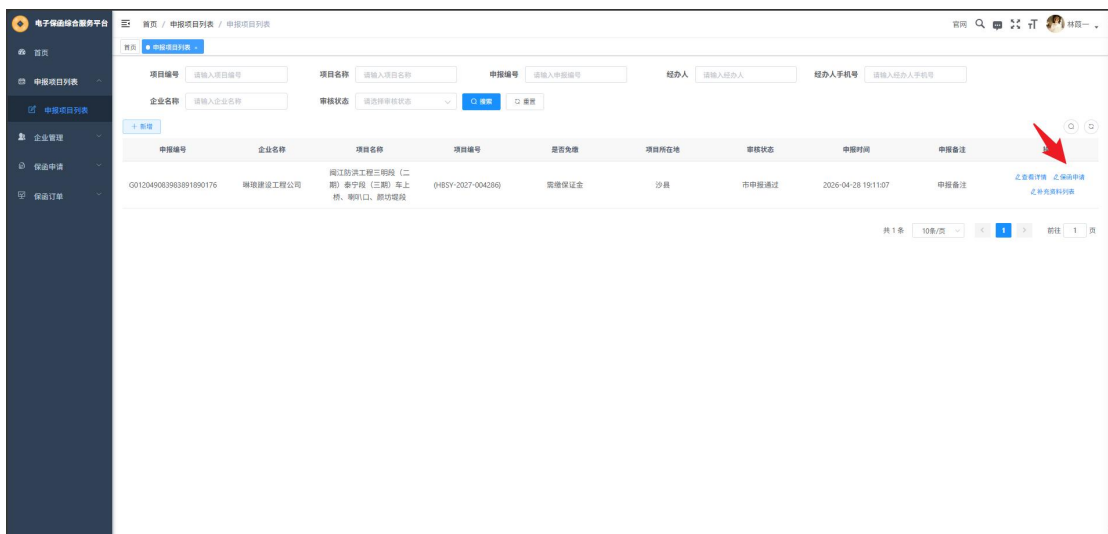 电子保函综合服务平台
首页 / 申报项目列表 / 申报项目列表
官网
林霞一
首页
申报项目列表
首页
申报项目列表
申报项目列表
企业管理
保函申请
保函订单
项目编号 请输入项目编号
项目名称 请输入项目名称
申报编号 请输入申报编号
经办人 请输入经办人
经办人手机号 请输入经办人手机号
企业名称 请输入企业名称
审核状态 请选择审核状态
搜索
重置
+ 新增
申报编号 企业名称 项目名称 项目编号 是否免缴 项目所在地 审核状态 申报时间 申报备注
G012049083983891890176 琳琅建设工程公司
闽江防洪工程三明段（二
期）泰宁段（三期）车上
桥、喇叭口、颜坊堤段
(HBSY-2027-004286) 需缴保证金 沙县 市申报通过 2026-04-28 19:11:07 申报备注
查看详情 保函申请
补充资料列表
共 1 条 10条/页 < 1 > 前往 1 页